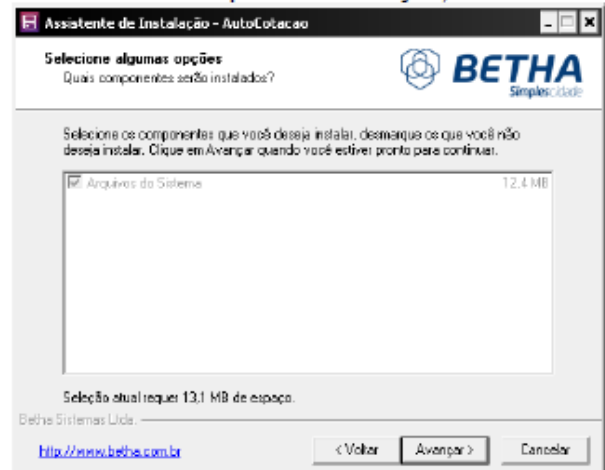 Assistente de Instalação - AutoCotacao
Selecione algumas opções
Quais componentes serão instalados?
BETHA
Simplescidade
Selecione os componentes que você deseja instalar, desmarque os que você não
deseja instalar. Clique em Avançar quando você estiver pronto para continuar.
Arquivos do Sistema 12,4 MB
Seleção atual requer 13,1 MB de espaço.
Betha Sistemas Ltda.
http://www.betha.com.br
< Voltar Avançar > Cancelar